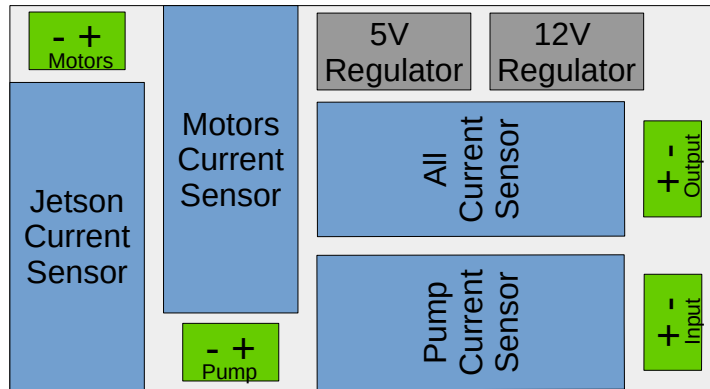 - +
Motors
Jetson
Current
Sensor
Motors
Current
Sensor
- +
Pump
5V
Regulator
12V
Regulator
All
Current
Sensor
+ -
Output
Pump
Current
Sensor
+ -
Input